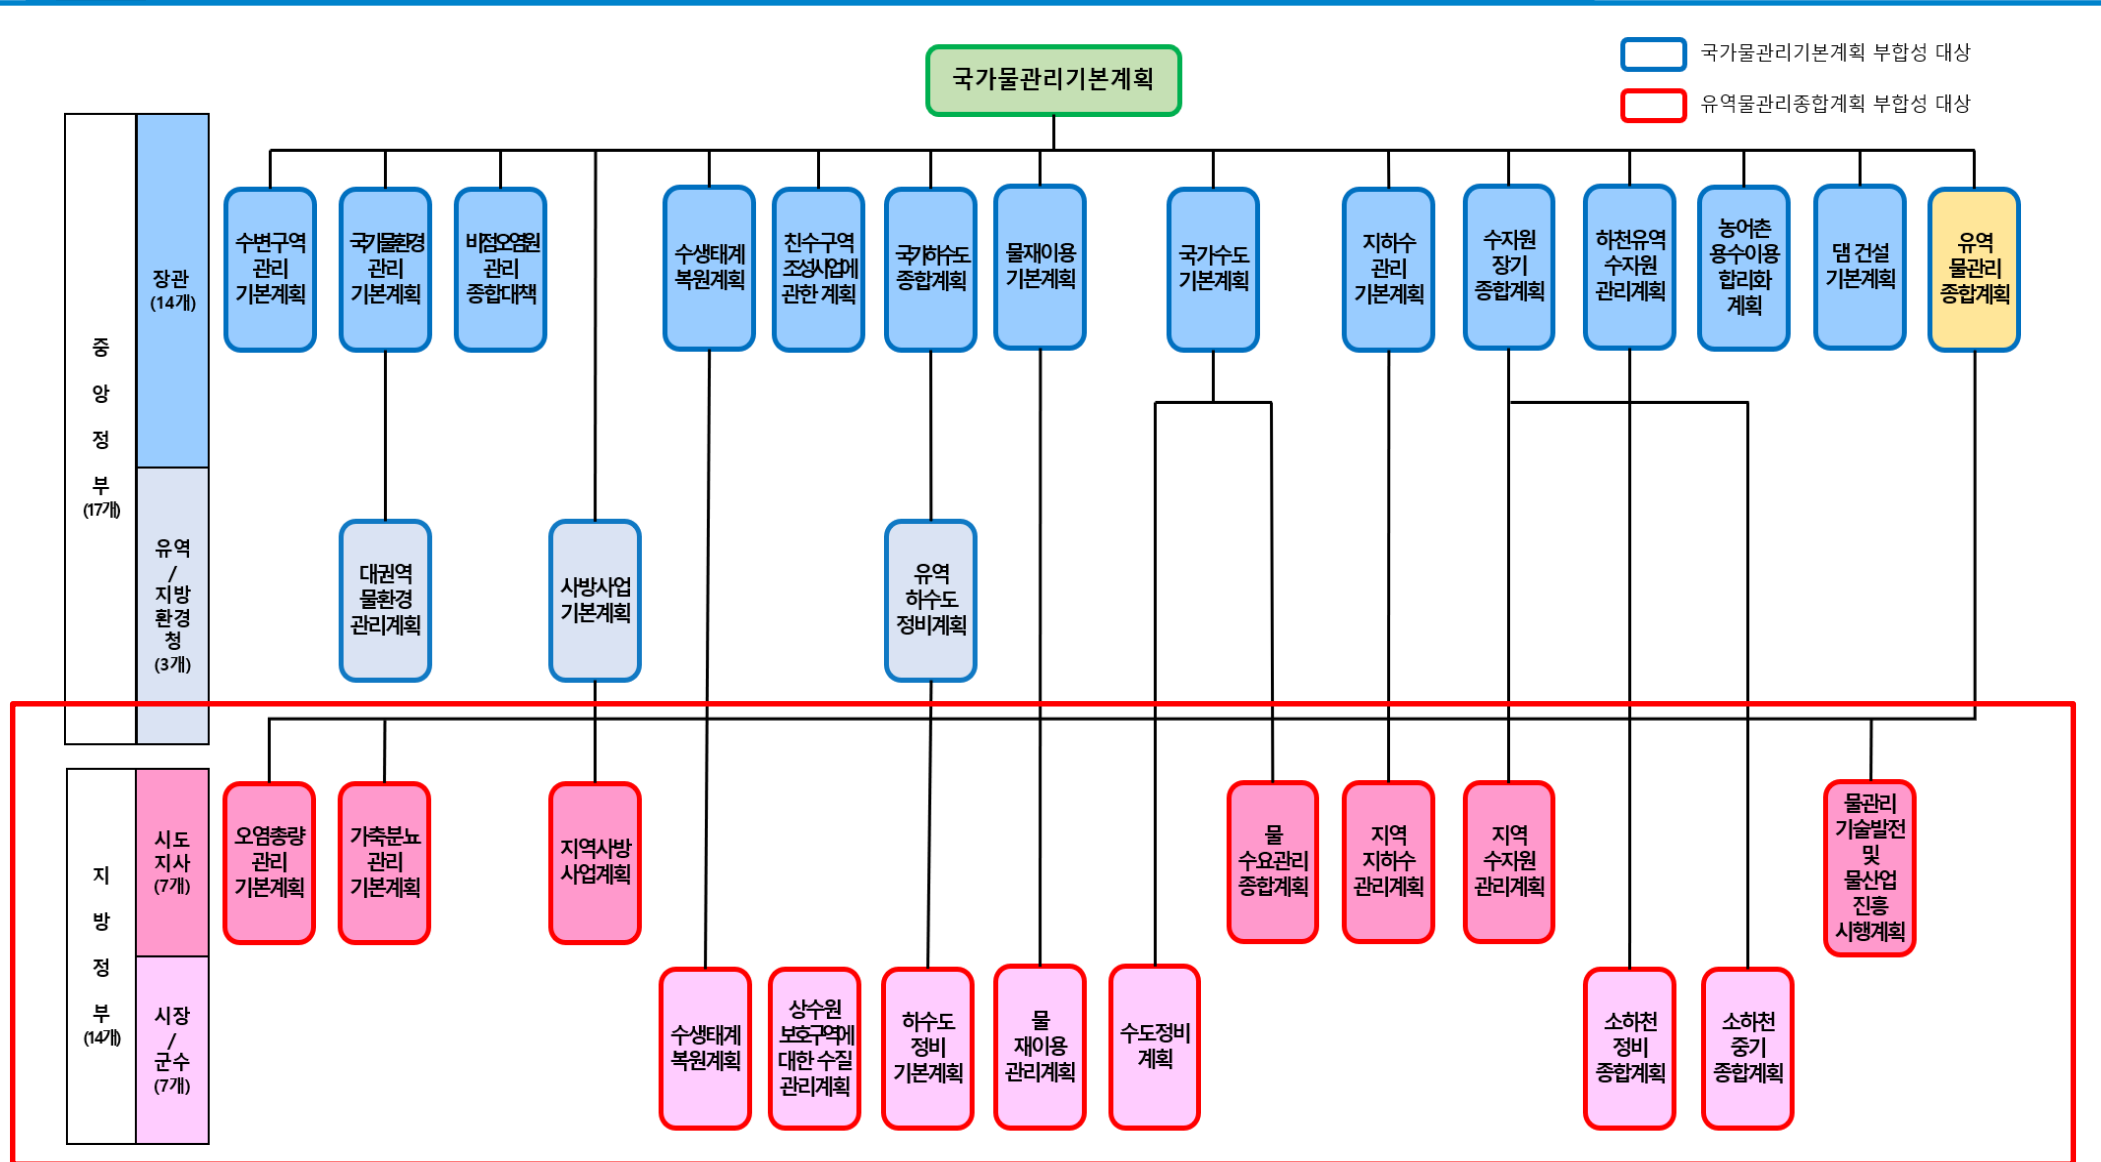 국가물관리기본계획
국가물관리기본계획 부합성 대상
유역물관리종합계획 부합성 대상
중
앙
정
부
(17개)
장관
(14개)
수변구역
관리
기본계획
국가물환경
관리
기본계획
비점오염원
관리
종합대책
수생태계
복원계획
친수구역
조성사업에
관한 계획
국가하수도
종합계획
물재이용
기본계획
국가수도
기본계획
지하수
관리
기본계획
수자원
장기
종합계획
하천유역
수자원
관리계획
농어촌
용수이용
합리화
계획
댐 건설
기본계획
유역
물관리
종합계획
유역
/
지방
환경
청
(3개)
대권역
물환경
관리계획
사방사업
기본계획
유역
하수도
정비계획
지
방
정
부
(14개)
시도
지사
(7개)
오염총량
관리
기본계획
가축분뇨
관리
기본계획
지역사방
사업계획
물
수요관리
종합계획
지역
지하수
관리계획
지역
수자원
관리계획
물관리
기술발전
및
물산업
진흥
시행계획
시장
/
군수
(7개)
수생태계
복원계획
상수원
보호구역에
대한 수질
관리계획
하수도
정비
기본계획
물
재이용
관리계획
수도정비
계획
소하천
정비
종합계획
소하천
중기
종합계획